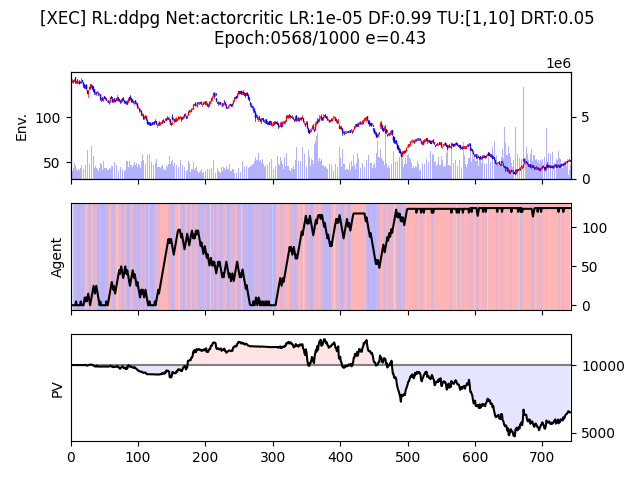 [XEC] RL:ddpg Net:actorcritic LR:1e-05 DF:0.99 TU:[1,10] DRT:0.05
Epoch:0568/1000 e=0.43
1e6
Env.
100
50
5
0
Agent
100
50
0
PV
10000
5000
0 100 200 300 400 500 600 700